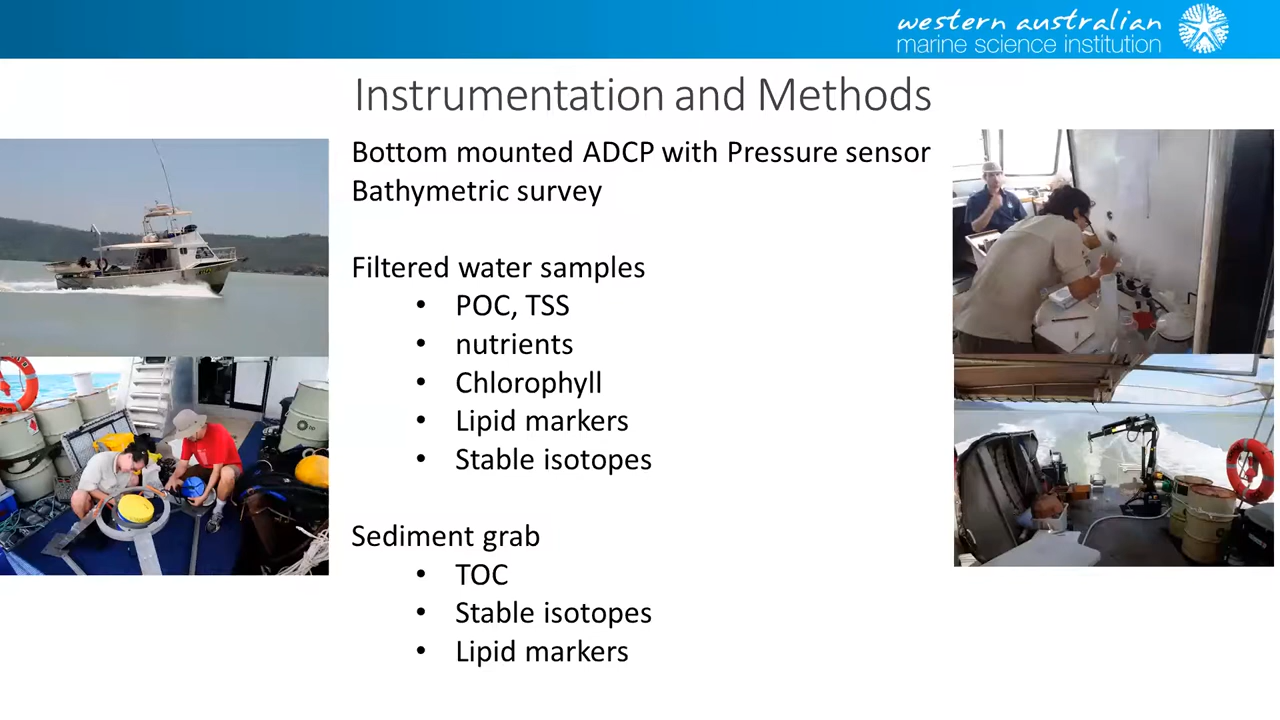 western australian
marine science institution
Instrumentation and Methods
Bottom mounted ADCP with Pressure sensor
Bathymetric survey
Filtered water samples
• POC, TSS
• nutrients
• Chlorophyll
• Lipid markers
• Stable isotopes
Sediment grab
• TOC
• Stable isotopes
• Lipid markers